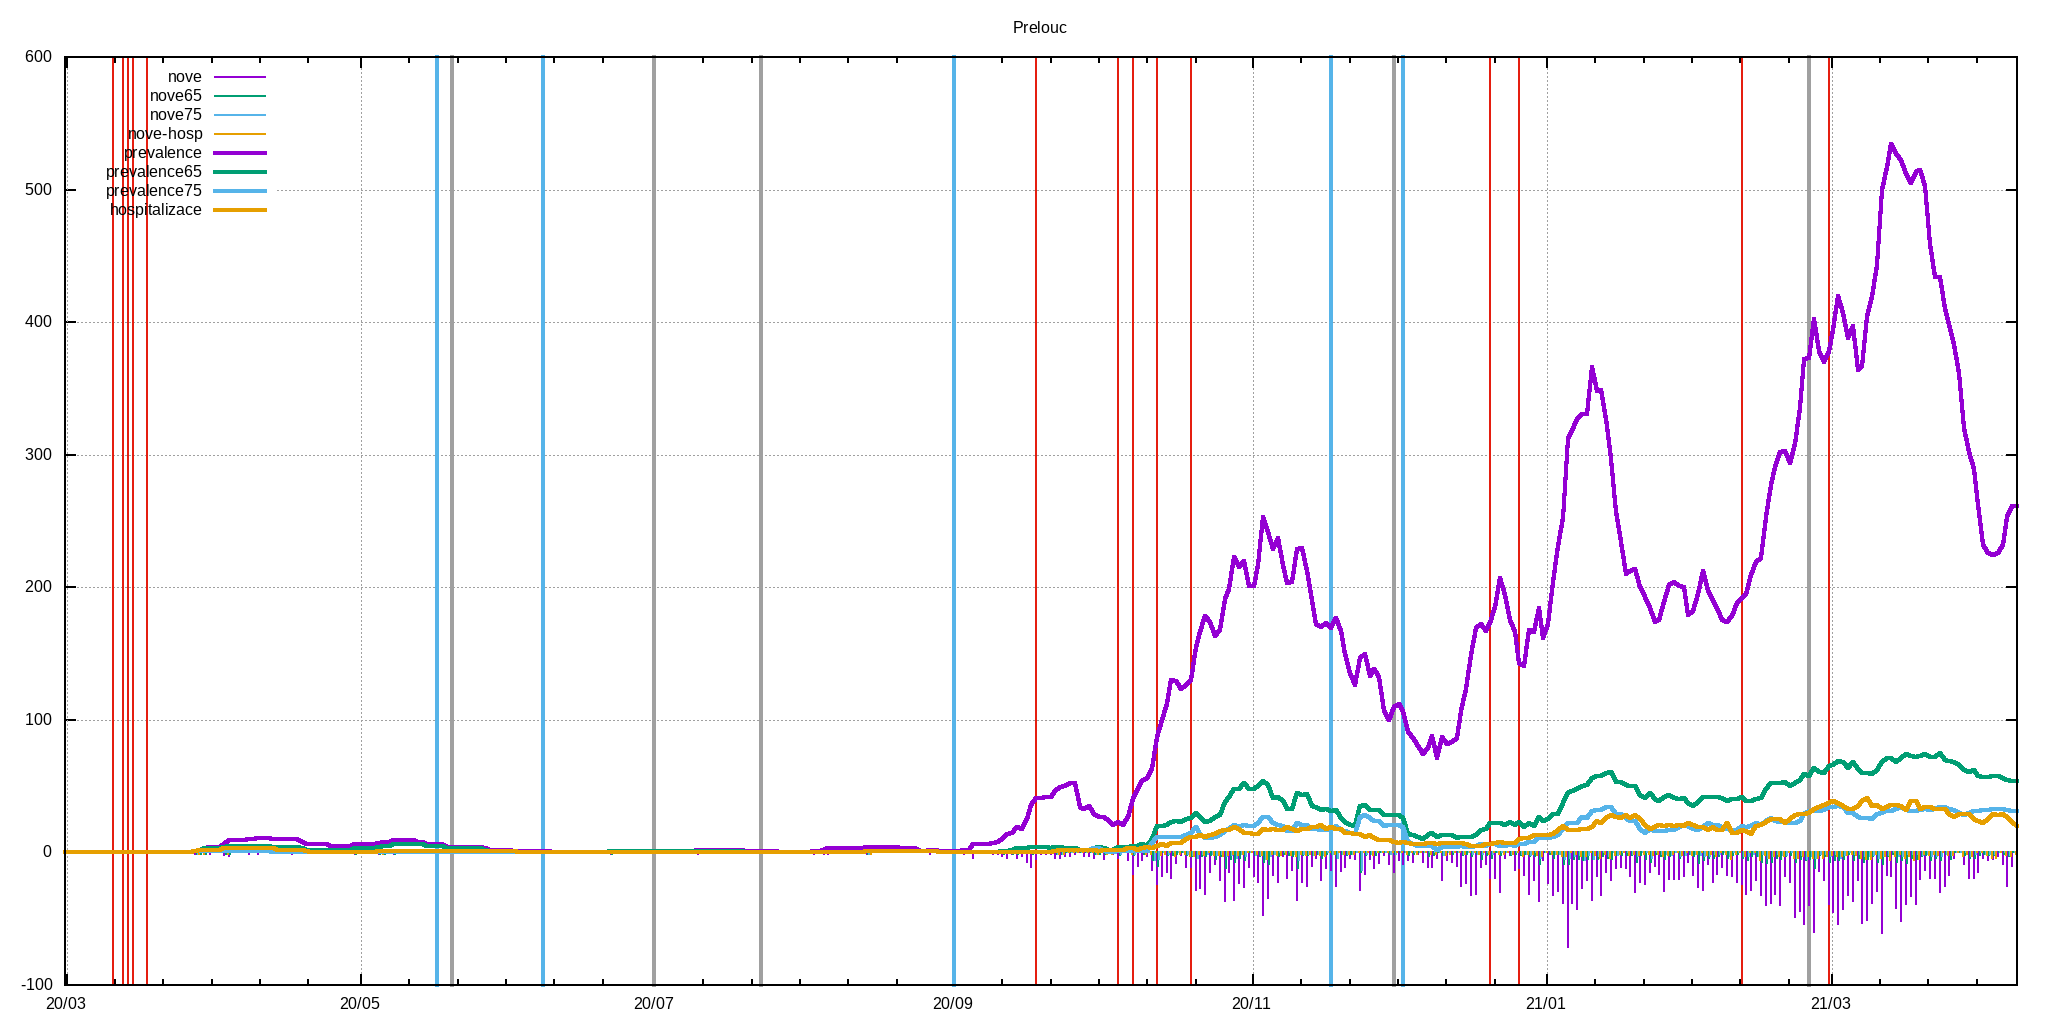 Prelouc
600
500
400
300
200
100
0
-100
nove
nove65
nove75
nove-hosp
prevalence
prevalence65
prevalence75
hospitalizace
20/03 20/05 20/07 20/09 20/11 21/01 21/03